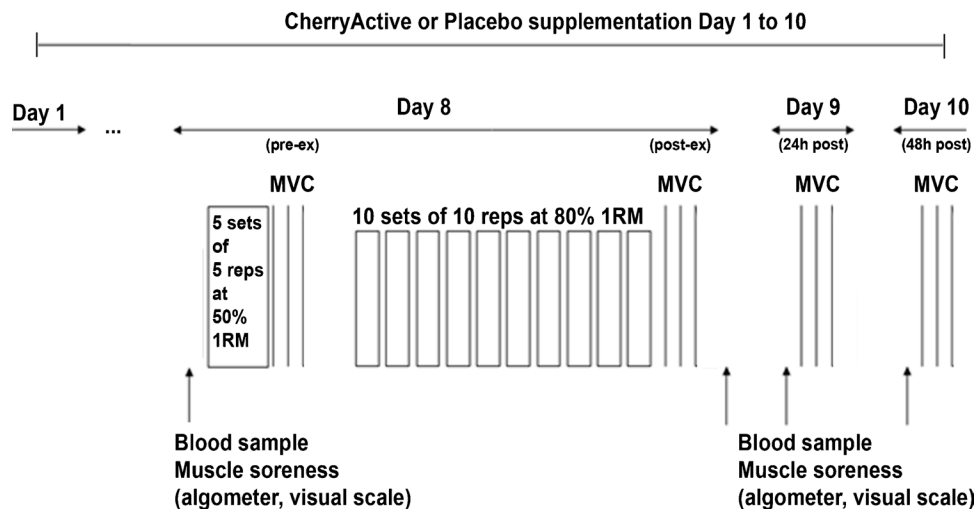 CherryActive or Placebo supplementation Day 1 to 10
Day 1
...
Day 8
Day 9
Day 10
(pre-ex)
(post-ex)
(24h post)
(48h post)
MVC
MVC
MVC
MVC
5 sets
of
5 reps
at
50%
1RM
10 sets of 10 reps at 80% 1RM
Blood sample
Muscle soreness
(algometer, visual scale)
Blood sample
Muscle soreness
(algometer, visual scale)